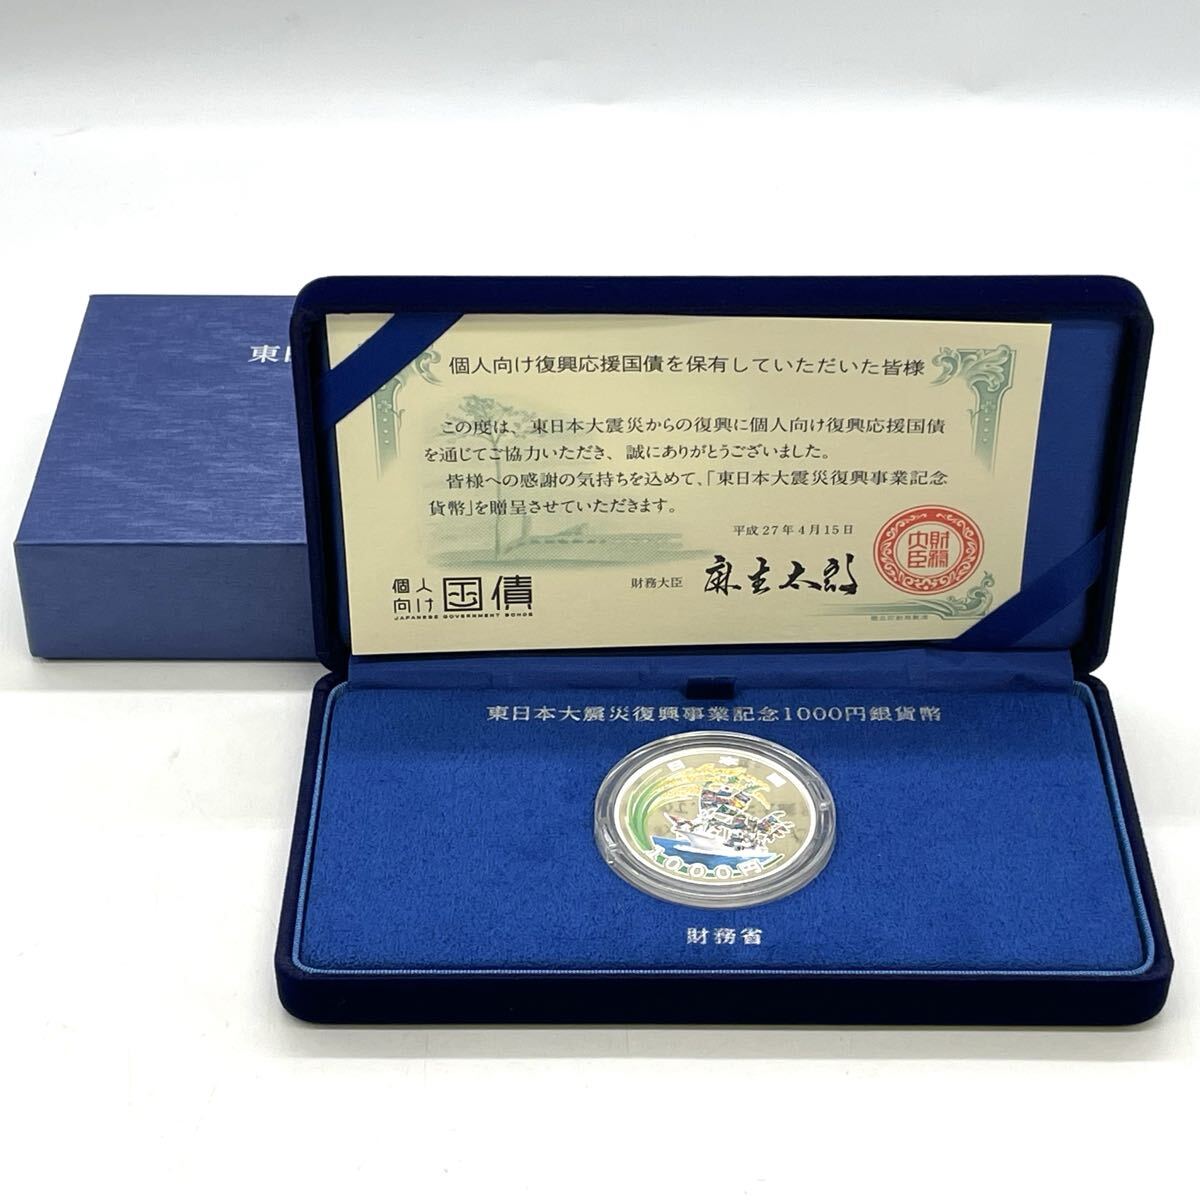 東日
個人向け復興応援国債を保有していただいた皆様
この度は、東日本大震災からの復興に個人向け復興応援国債
を通じてご協力いただき、誠にありがとうございました。
皆様への感謝の気持ちを込めて、「東日本大震災復興事業記念
貨幣」を贈呈させていただきます。
平成27年4月15日
財務大臣 麻生太郎
財務大臣
個人
向け 国債
JAPANESE GOVERNMENT BONDS
東日本大震災復興事業記念1000円銀貨幣
日本国
1000円
財務省